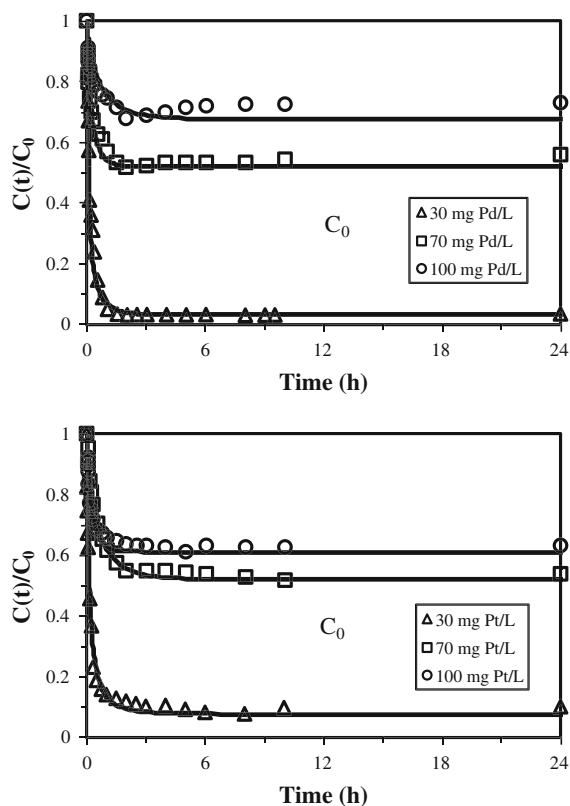 1
0.8
0.6
0.4
0.2
0
C(t)/C₀
C₀
30 mg Pd/L
70 mg Pd/L
100 mg Pd/L
0
6
12
18
24
Time (h)
1
0.8
0.6
0.4
0.2
0
C(t)/C₀
C₀
30 mg Pt/L
70 mg Pt/L
100 mg Pt/L
0
6
12
18
24
Time (h)